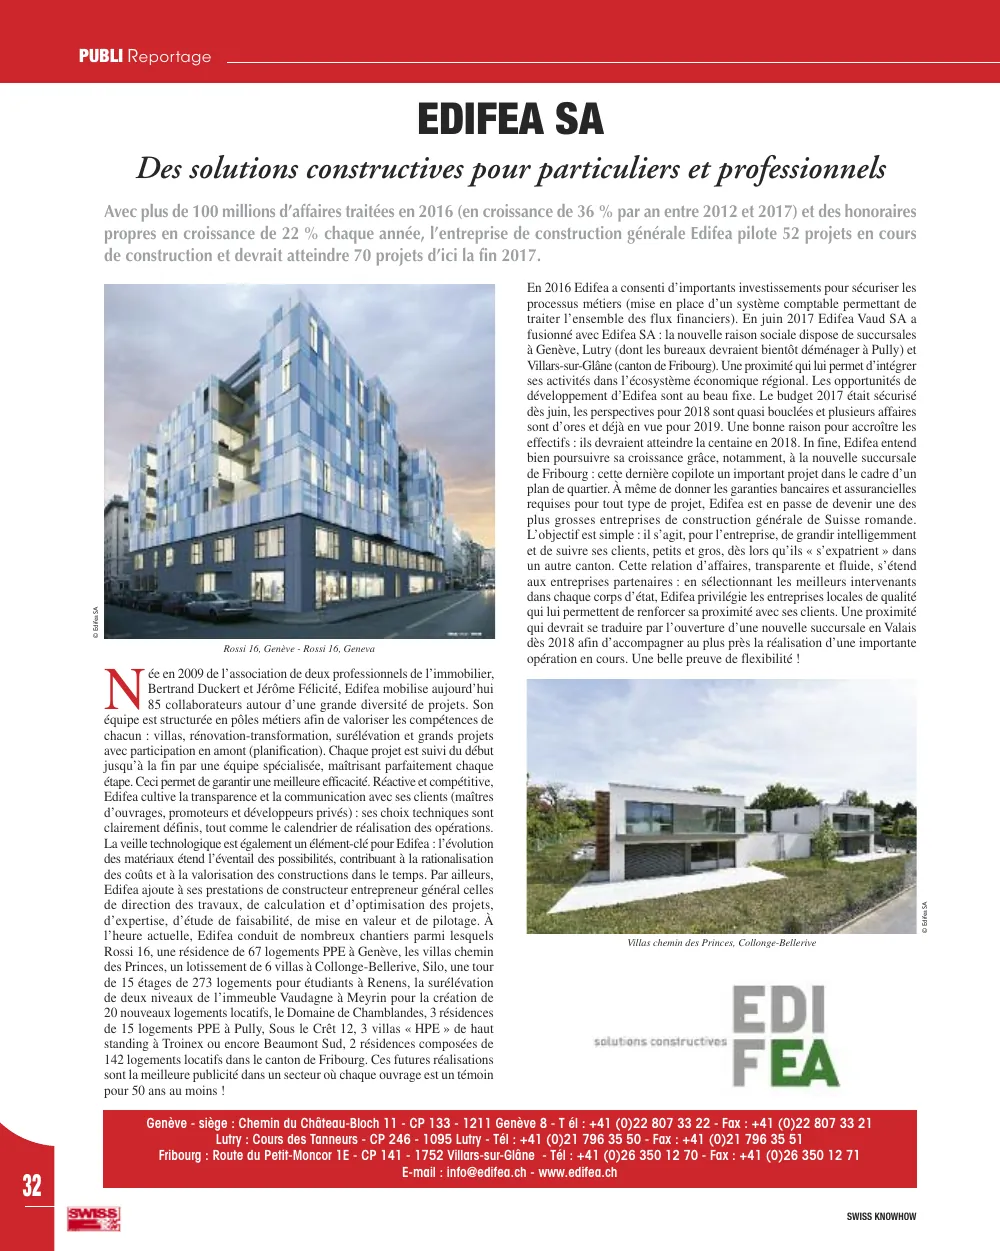 PUBLI Reportage
EDIFEA SA
Des solutions constructives pour particuliers et professionnels
Avec plus de 100 millions d'affaires traitées en 2016 (en croissance de 36 % par an entre 2012 et 2017) et des honoraires
propres en croissance de 22 % chaque année, l'entreprise de construction générale Edifea pilote 52 projets en cours
de construction et devrait atteindre 70 projets d'ici la fin 2017.
© Edifea SA
Rossi 16, Genève - Rossi 16, Geneva
Née en 2009 de l'association de deux professionnels de l'immobilier,
Bertrand Duckert et Jérôme Félicité, Edifea mobilise aujourd'hui
85 collaborateurs autour d'une grande diversité de projets. Son
équipe est structurée en pôles métiers afin de valoriser les compétences de
chacun : villas, rénovation-transformation, surélévation et grands projets
avec participation en amont (planification). Chaque projet est suivi du début
jusqu'à la fin par une équipe spécialisée, maîtrisant parfaitement chaque
étape. Ceci permet de garantir une meilleure efficacité. Réactive et compétitive,
Edifea cultive la transparence et la communication avec ses clients (maîtres
d'ouvrages, promoteurs et développeurs privés) : ses choix techniques sont
clairement définis, tout comme le calendrier de réalisation des opérations.
La veille technologique est également un élément-clé pour Edifea : l'évolution
des matériaux étend l'éventail des possibilités, contribuant à la rationalisation
des coûts et à la valorisation des constructions dans le temps. Par ailleurs,
Edifea ajoute à ses prestations de constructeur entrepreneur général celles
de direction des travaux, de calculation et d'optimisation des projets,
d'expertise, d'étude de faisabilité, de mise en valeur et de pilotage. À
l'heure actuelle, Edifea conduit de nombreux chantiers parmi lesquels
Rossi 16, une résidence de 67 logements PPE à Genève, les villas chemin
des Princes, un lotissement de 6 villas à Collonge-Bellerive, Silo, une tour
de 15 étages de 273 logements pour étudiants à Renens, la surélévation
de deux niveaux de l'immeuble Vaudagne à Meyrin pour la création de
20 nouveaux logements locatifs, le Domaine de Chamblandes, 3 résidences
de 15 logements PPE à Pully, Sous le Crêt 12, 3 villas « HPE » de haut
standing à Troinex ou encore Beaumont Sud, 2 résidences composées de
142 logements locatifs dans le canton de Fribourg. Ces futures réalisations
sont la meilleure publicité dans un secteur où chaque ouvrage est un témoin
pour 50 ans au moins !
En 2016 Edifea a consenti d'importants investissements pour sécuriser les
processus métiers (mise en place d'un système comptable permettant de
traiter l'ensemble des flux financiers). En juin 2017 Edifea Vaud SA a
fusionné avec Edifea SA : la nouvelle raison sociale dispose de succursales
à Genève, Lutry (dont les bureaux devraient bientôt déménager à Pully) et
Villars-sur-Glâne (canton de Fribourg). Une proximité qui lui permet d'intégrer
ses activités dans l'écosystème économique régional. Les opportunités de
développement d'Edifea sont au beau fixe. Le budget 2017 était sécurisé
dès juin, les perspectives pour 2018 sont quasi bouclées et plusieurs affaires
sont d'ores et déjà en vue pour 2019. Une bonne raison pour accroître les
effectifs : ils devraient atteindre la centaine en 2018. In fine, Edifea entend
bien poursuivre sa croissance grâce, notamment, à la nouvelle succursale
de Fribourg : cette dernière copilote un important projet dans le cadre d'un
plan de quartier. À même de donner les garanties bancaires et assurancielles
requises pour tout type de projet, Edifea est en passe de devenir une des
plus grosses entreprises de construction générale de Suisse romande.
L'objectif est simple : il s'agit, pour l'entreprise, de grandir intelligemment
et de suivre ses clients, petits et gros, dès lors qu'ils « s'expatrient » dans
un autre canton. Cette relation d'affaires, transparente et fluide, s'étend
aux entreprises partenaires : en sélectionnant les meilleurs intervenants
dans chaque corps d'état, Edifea privilégie les entreprises locales de qualité
qui lui permettent de renforcer sa proximité avec ses clients. Une proximité
qui devrait se traduire par l'ouverture d'une nouvelle succursale en Valais
dès 2018 afin d'accompagner au plus près la réalisation d'une importante
opération en cours. Une belle preuve de flexibilité !
© Edifea SA
Villas chemin des Princes, Collonge-Bellerive
EDI
solutions constructives
FEA
Genève - siège : Chemin du Château-Bloch 11 - CP 133 - 1211 Genève 8 - T él : +41 (0)22 807 33 22 - Fax : +41 (0)22 807 33 21
Lutry : Cours des Tanneurs - CP 246 - 1095 Lutry - Tél : +41 (0)21 796 35 50 - Fax : +41 (0)21 796 35 51
Fribourg : Route du Petit-Moncor 1E - CP 141 - 1752 Villars-sur-Glâne - Tél : +41 (0)26 350 12 70 - Fax : +41 (0)26 350 12 71
E-mail : info@edifea.ch - www.edifea.ch
32
SWISS
SWISS KNOWHOW